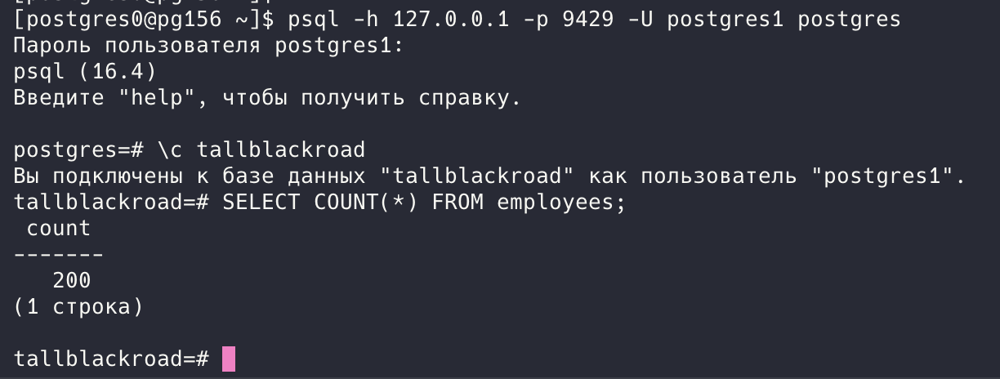 [postgres0@pg156 ~]$ psql -h 127.0.0.1 -p 9429 -U postgres1 postgres
Пароль пользователя postgres1:
psql (16.4)
Введите "help", чтобы получить справку.
postgres=# \c tallblackroad
Вы подключены к базе данных "tallblackroad" как пользователь "postgres1".
tallblackroad=# SELECT COUNT(*) FROM employees;
count
-------
200
(1 строка)
tallblackroad=#